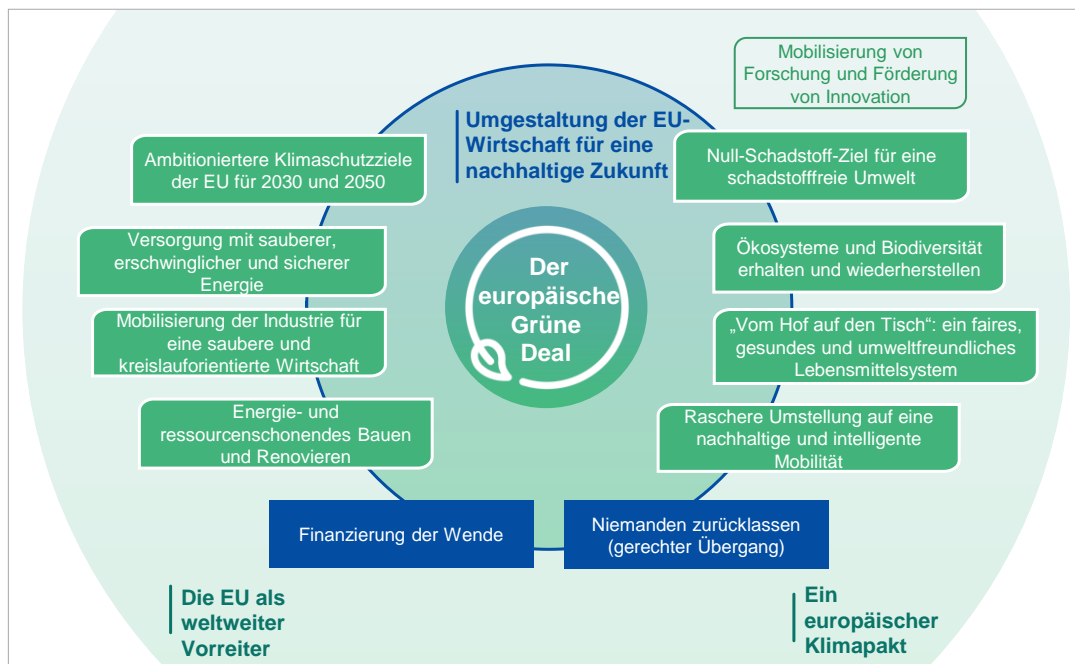 Mobilisierung von
Forschung und Förderung
von Innovation
Umgestaltung der EU-
Wirtschaft für eine
nachhaltige Zukunft
Ambitioniertere Klimaschutzziele
der EU für 2030 und 2050
Null-Schadstoff-Ziel für eine
schadstofffreie Umwelt
Versorgung mit sauberer,
erschwinglicher und sicherer
Energie
Ökosysteme und Biodiversität
erhalten und wiederherstellen
Der
europäische
Grüne
Deal
Mobilisierung der Industrie für
eine saubere und
kreislauforientierte Wirtschaft
„Vom Hof auf den Tisch“: ein faires,
gesundes und umweltfreundliches
Lebensmittelsystem
Energie- und
ressourcenschonendes Bauen
und Renovieren
Raschere Umstellung auf eine
nachhaltige und intelligente
Mobilität
Finanzierung der Wende
Niemanden zurücklassen
(gerechter Übergang)
Die EU als
weltweiter
Vorreiter
Ein
europäischer
Klimapakt